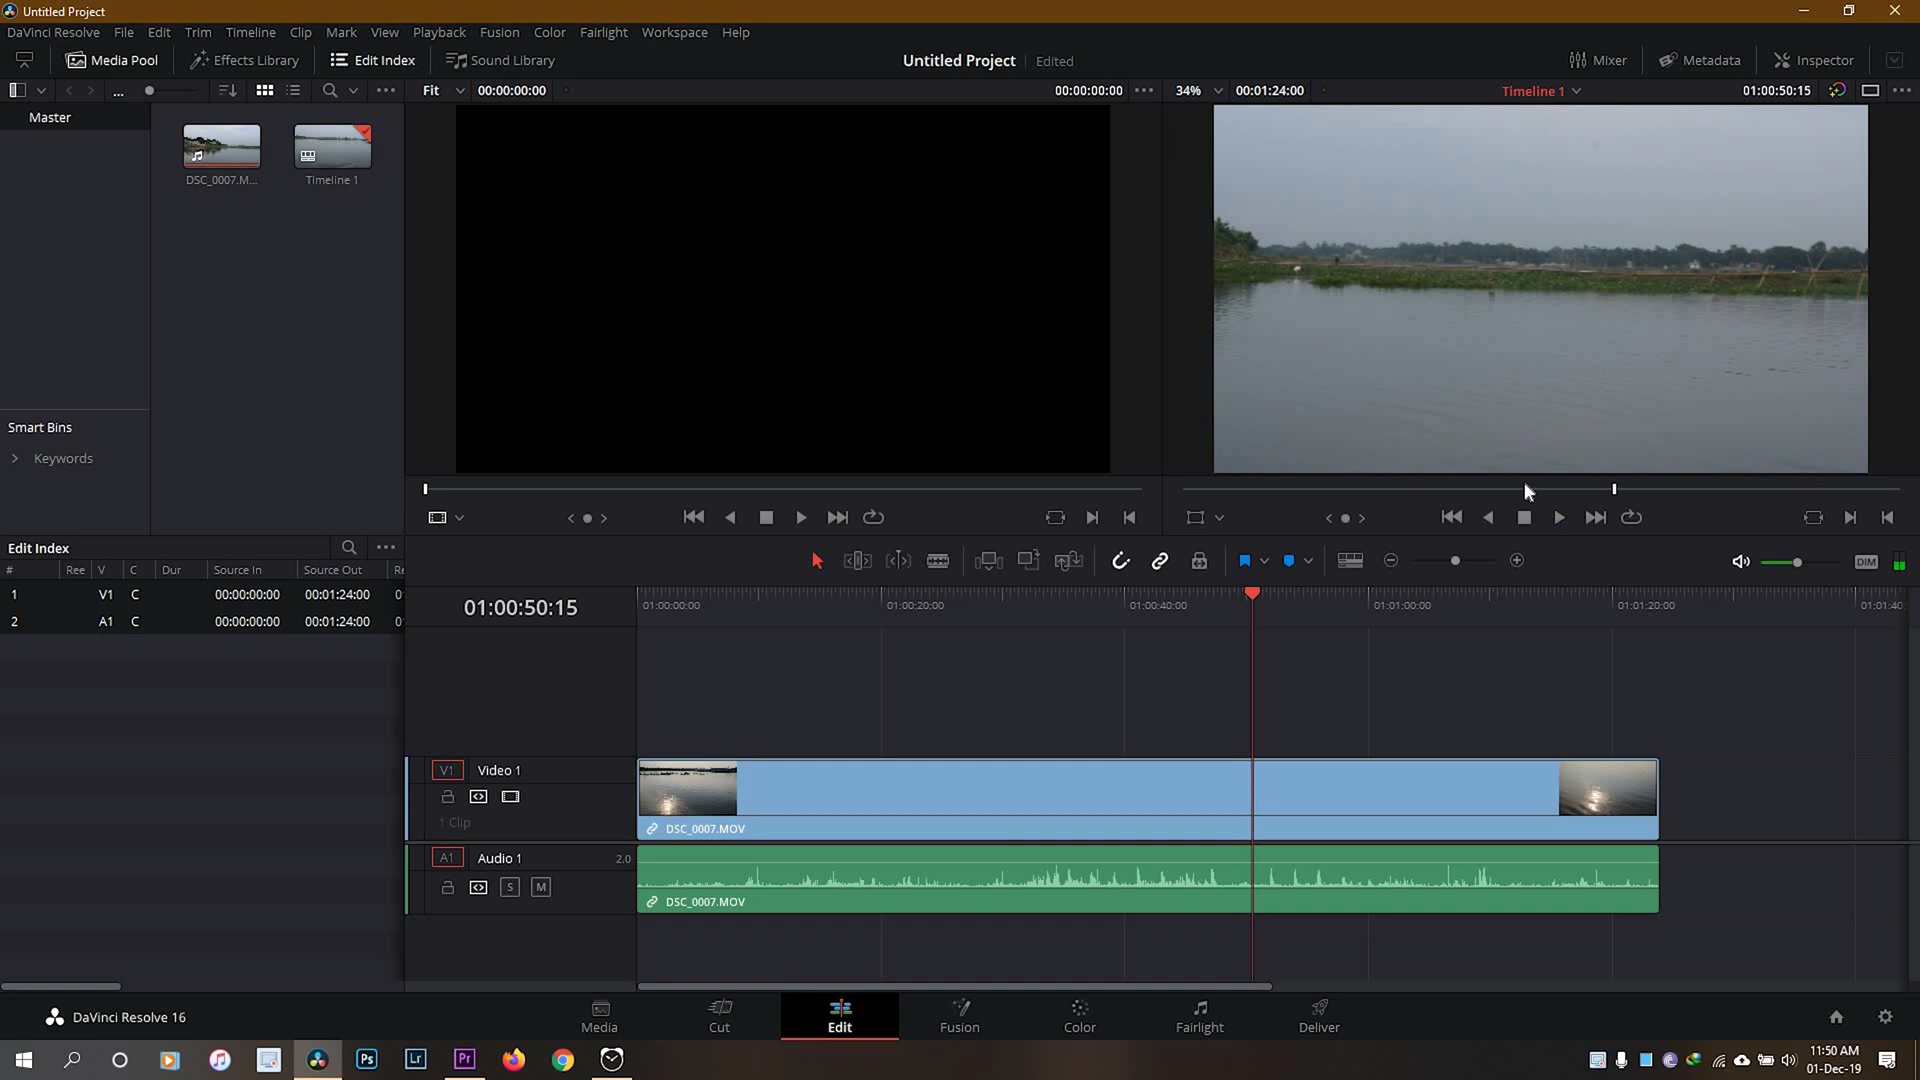 Untitled Project
DaVinci Resolve File Edit Trim Timeline Clip Mark View Playback Fusion Color Fairlight Workspace Help
Media Pool Effects Library Edit Index Sound Library Untitled Project Edited Mixer Metadata Inspector
... Fit 00:00:00:00 00:00:00:00 34% 00:01:24:00 Timeline 1 01:00:50:15
Master
DSC_0007.M... Timeline 1
Smart Bins
Keywords
Edit Index
# Ree V C Dur Source In Source Out
1 V1 C 00:00:00:00 00:01:24:00
2 A1 C 00:00:00:00 00:01:24:00
DIM
01:00:50:15
01:00:00:00 01:00:20:00 01:00:40:00 01:01:00:00 01:01:20:00 01:01:40
V1 Video 1
1 Clip
DSC_0007.MOV
A1 Audio 1 2.0
S M
DSC_0007.MOV
DaVinci Resolve 16
Media Cut Edit Fusion Color Fairlight Deliver
Ps Lr Pr
11:50 AM
01-Dec-19